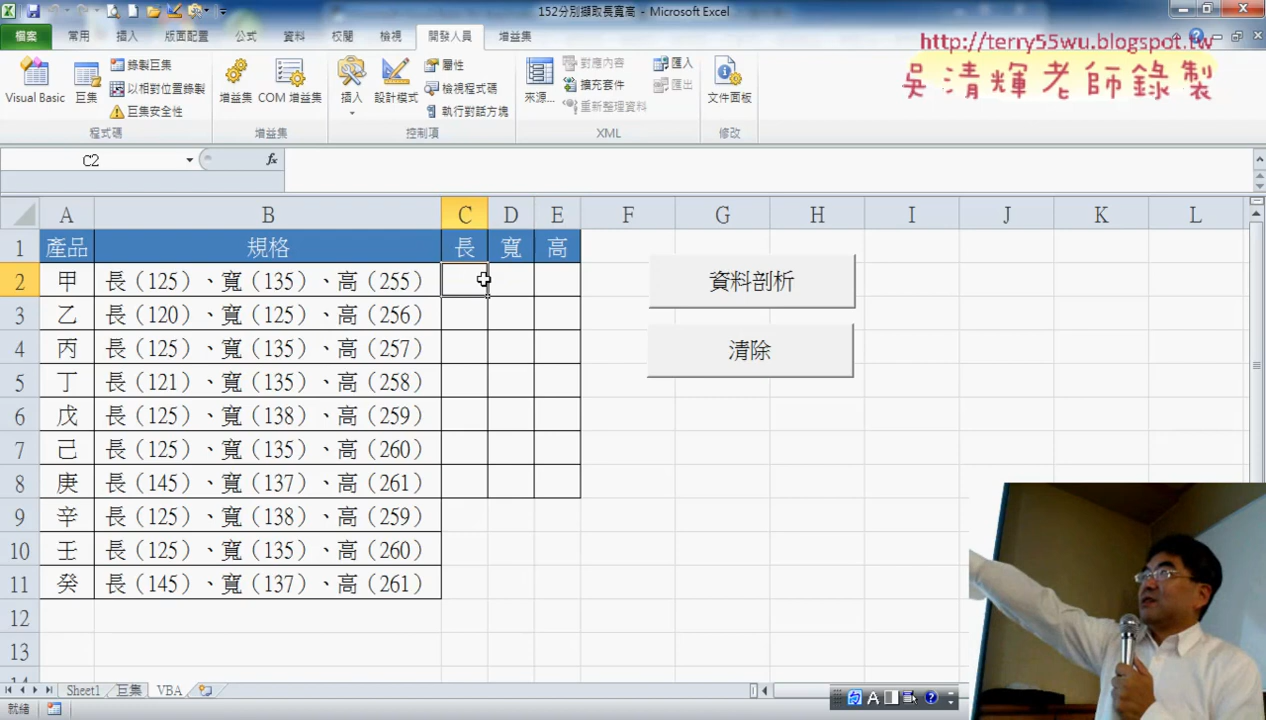 152分別擷取長寬高 - Microsoft Excel
檔案 常用 插入 版面配置 公式 資料 校閱 檢視 開發人員 增益集
http://terry55wu.blogspot.tw
吳清輝老師錄製
Visual Basic 巨集 錄製巨集 以相對位置錄製 巨集安全性
增益集 COM 增益集
插入 設計模式 屬性 檢視程式碼 執行對話方塊
來源... 對應內容 擴充套件 重新整理資料 匯入 匯出
文件面板
程式碼 增益集 控制項 XML 修改
C2 fx
A B C D E F G H I J K L
1 產品 規格 長 寬 高
2 甲 長（125）、寬（135）、高（255）
3 乙 長（120）、寬（125）、高（256）
4 丙 長（125）、寬（135）、高（257）
5 丁 長（121）、寬（135）、高（258）
6 戊 長（125）、寬（138）、高（259）
7 己 長（125）、寬（135）、高（260）
8 庚 長（145）、寬（137）、高（261）
9 辛 長（125）、寬（138）、高（259）
10 壬 長（125）、寬（135）、高（260）
11 癸 長（145）、寬（137）、高（261）
12
13
資料剖析
清除
Sheet1 巨集 VBA
就緒